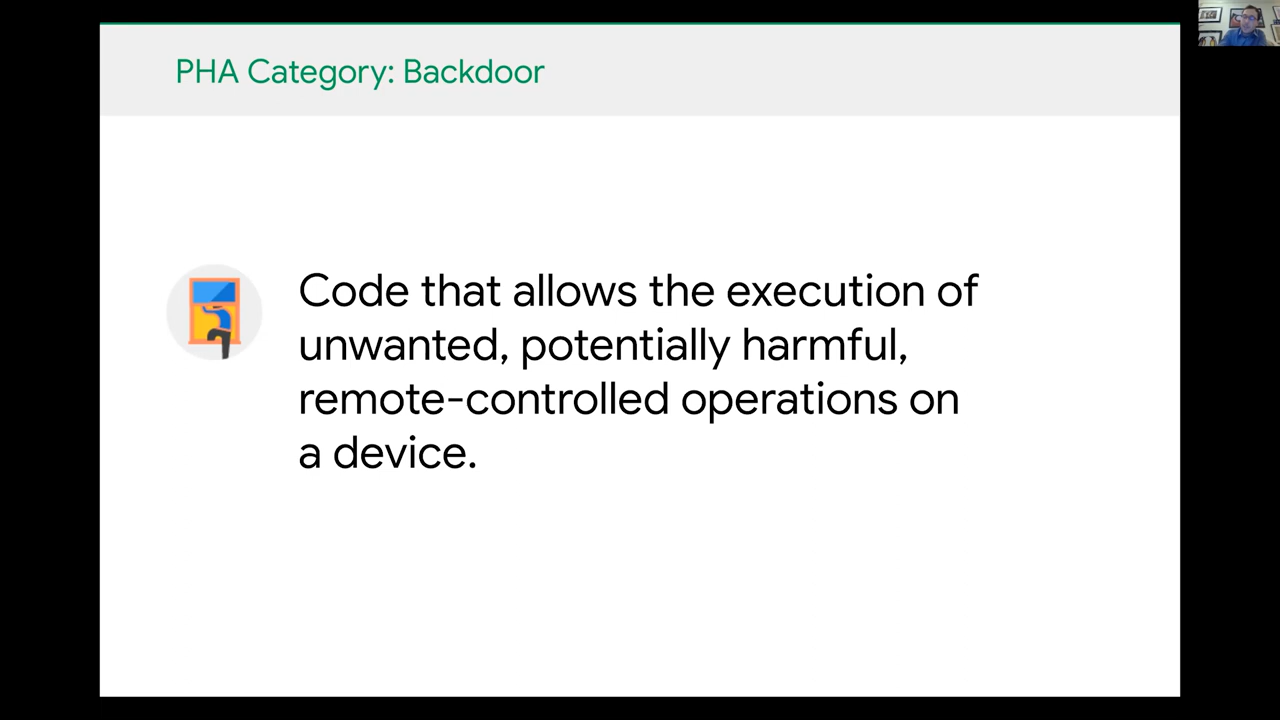 PHA Category: Backdoor
Code that allows the execution of
unwanted, potentially harmful,
remote-controlled operations on
a device.